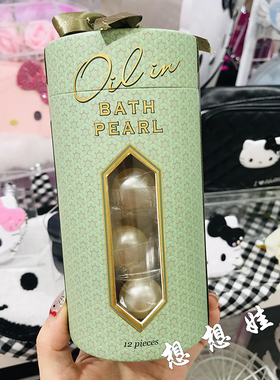 Oil in
BATH
PEARL
12 pieces
想想娃